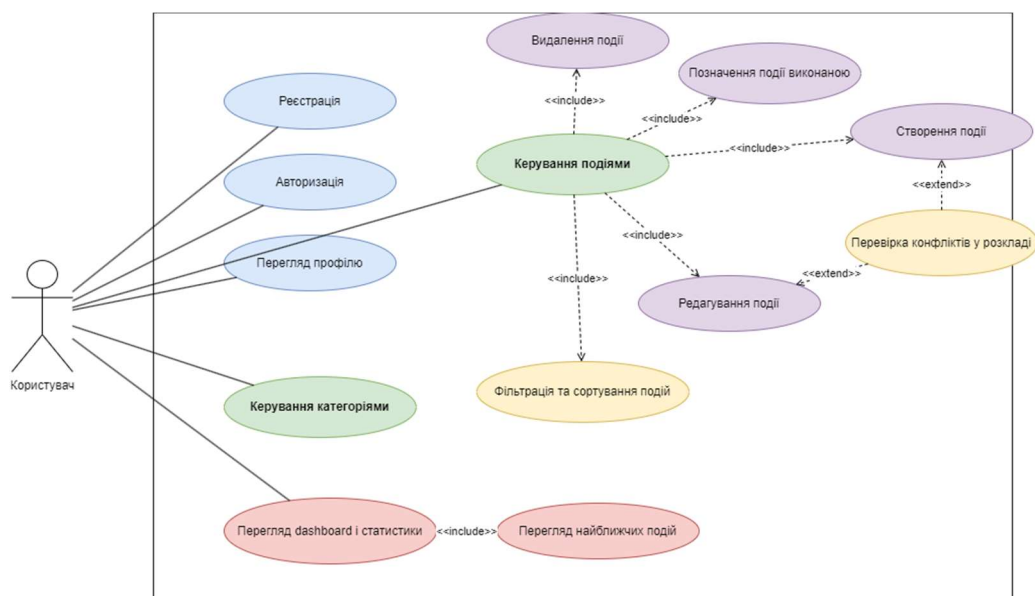 Видалення події
Позначення події виконаною
Реєстрація
<<include>>
<<include>>
Створення події
Керування подіями
<<include>>
Авторизація
<<extend>>
<<include>>
Перевірка конфліктів у розкладі
Перегляд профілю
<<include>>
<<extend>>
Редагування події
Користувач
Фільтрація та сортування подій
Керування категоріями
Перегляд dashboard і статистики
<<include>>
Перегляд найближчих подій